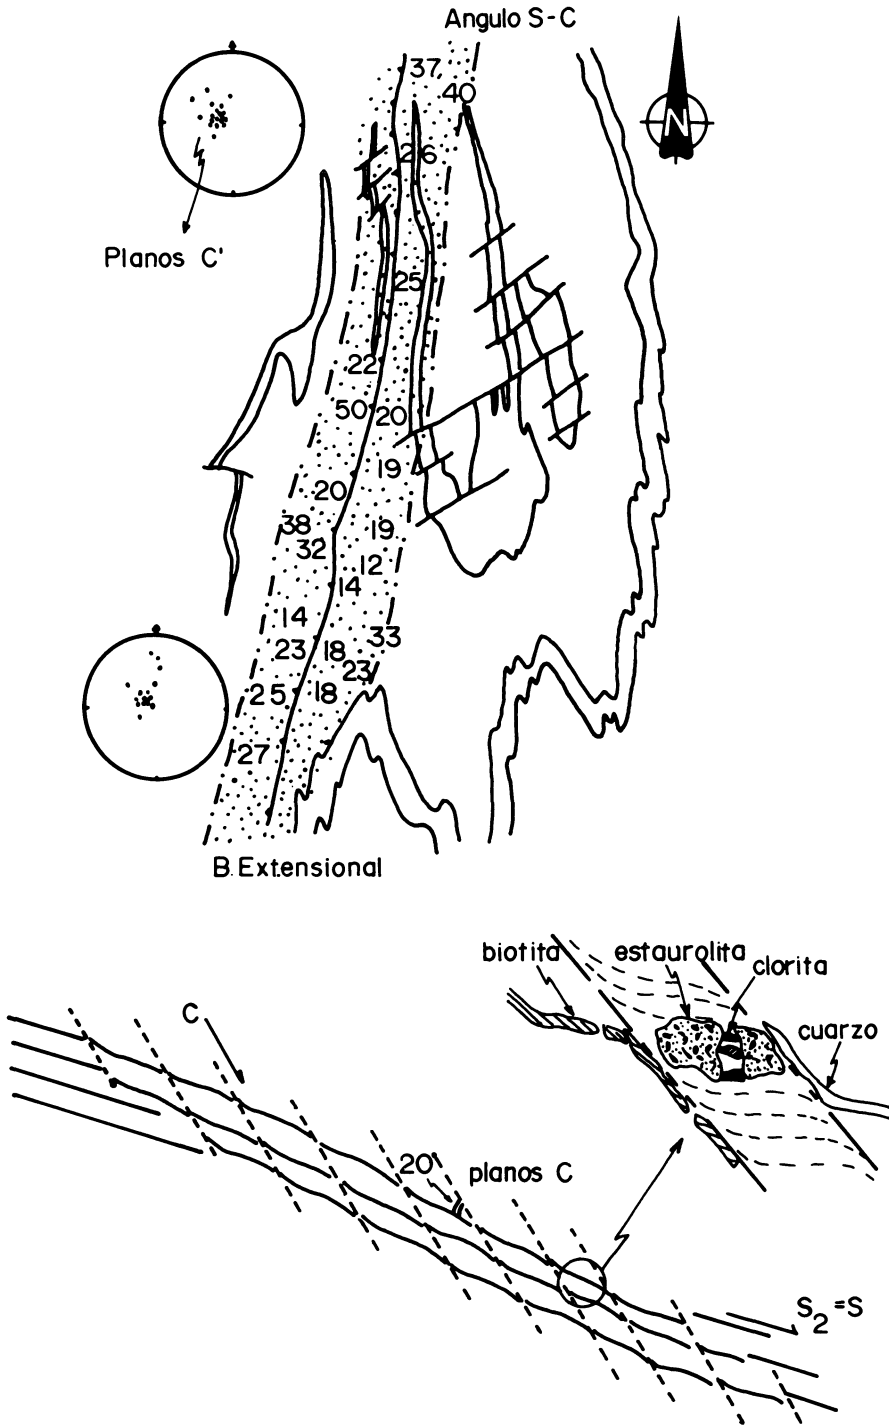 Angulo S-C
37
40
N
26
Planos C'
25
22
50 20
19
20
38 19
32
12
14
14
33
23 18
23
25 18
27
B. Extensional
biotita
estaurolita
clorita
cuarzo
C
20
planos C
S2=S